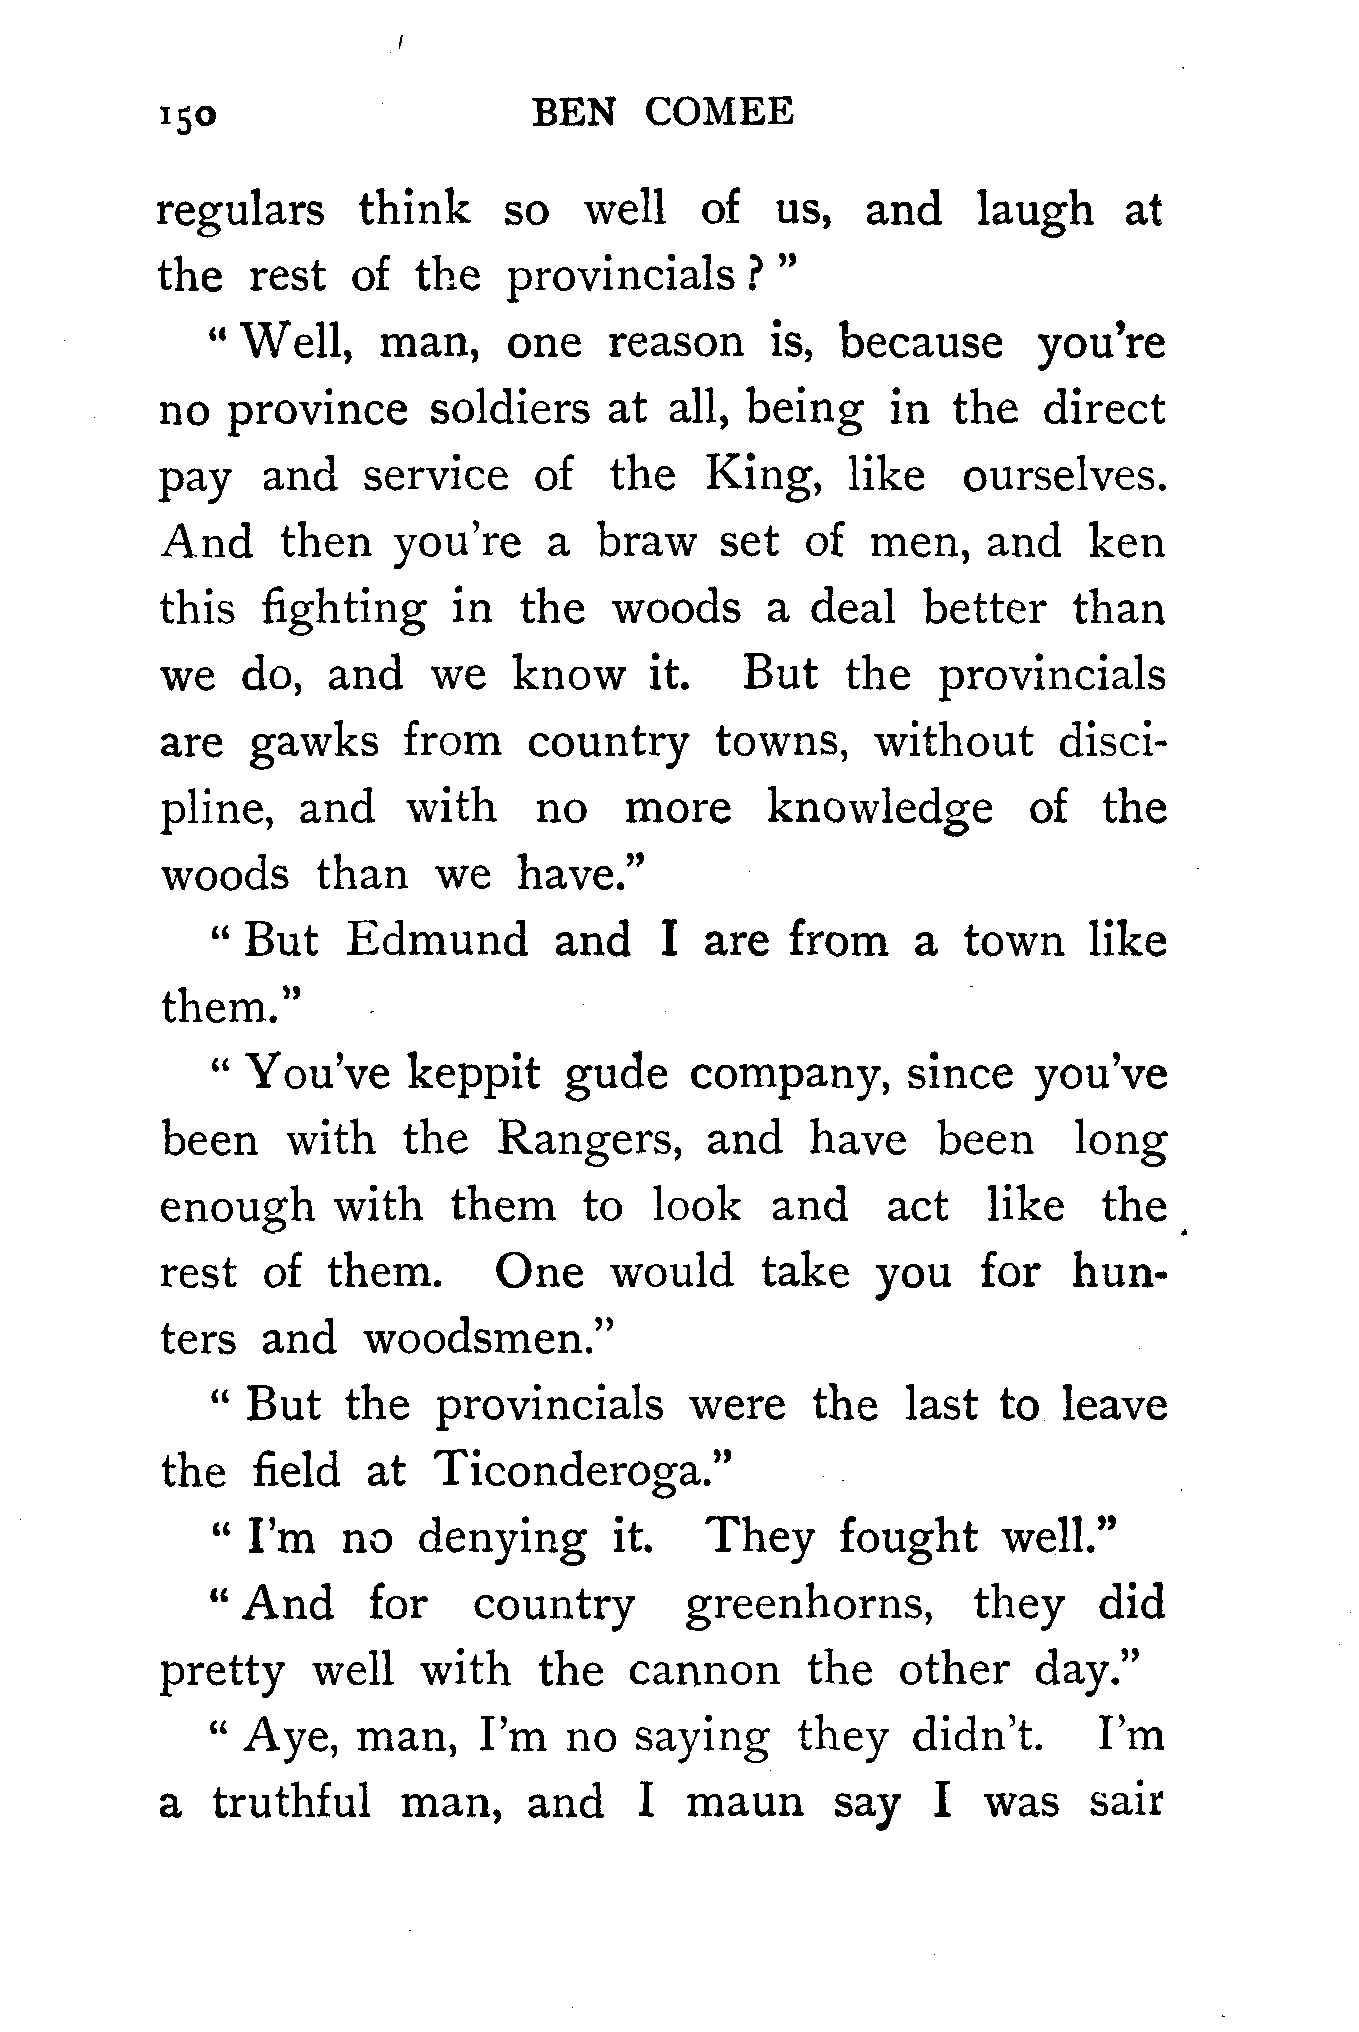 150 BEN COMEE
regulars think so well of us, and laugh at
the rest of the provincials?"
"Well, man, one reason is, because you're
no province soldiers at all, being in the direct
pay and service of the King, like ourselves.
And then you're a braw set of men, and ken
this fighting in the woods a deal better than
we do, and we know it. But the provincials
are gawks from country towns, without disci-
pline, and with no more knowledge of the
woods than we have."
"But Edmund and I are from a town like
them."
"You've keppit gude company, since you've
been with the Rangers, and have been long
enough with them to look and act like the
rest of them. One would take you for hun-
ters and woodsmen."
"But the provincials were the last to leave
the field at Ticonderoga."
"I'm no denying it. They fought well."
"And for country greenhorns, they did
pretty well with the cannon the other day."
"Aye, man, I'm no saying they didn't. I'm
a truthful man, and I maun say I was sair